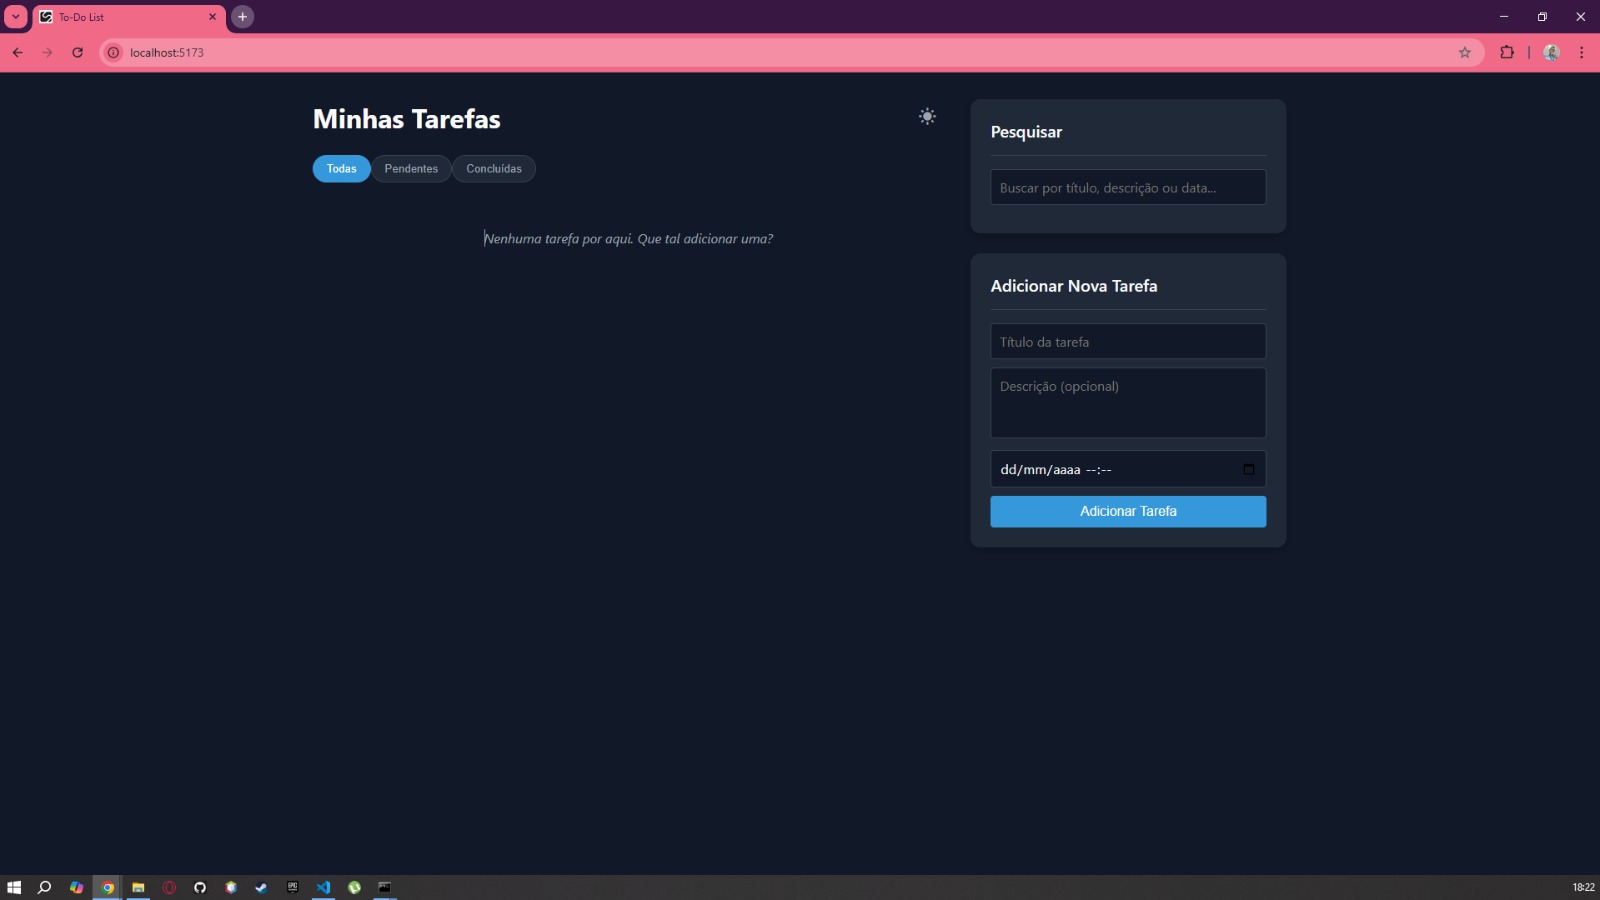 To-Do List
localhost:5173
Minhas Tarefas
Todas
Pendentes
Concluídas
Nenhuma tarefa por aqui. Que tal adicionar uma?
Pesquisar
Buscar por título, descrição ou data...
Adicionar Nova Tarefa
Título da tarefa
Descrição (opcional)
dd/mm/aaaa --:--
Adicionar Tarefa
EPIC
18:22